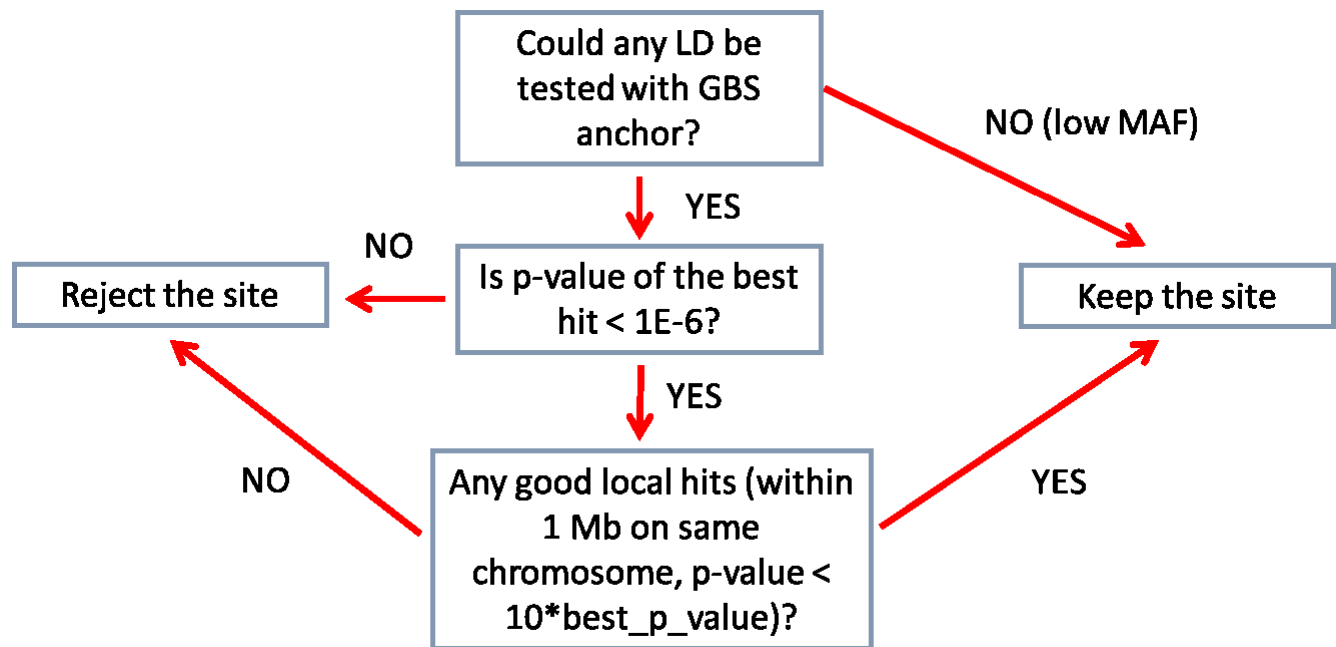 Could any LD be
tested with GBS
anchor?
NO (low MAF)
YES
NO
Reject the site
Is p-value of the best
hit < 1E-6?
Keep the site
YES
NO
Any good local hits (within
1 Mb on same
chromosome, p-value <
10*best_p_value)?
YES